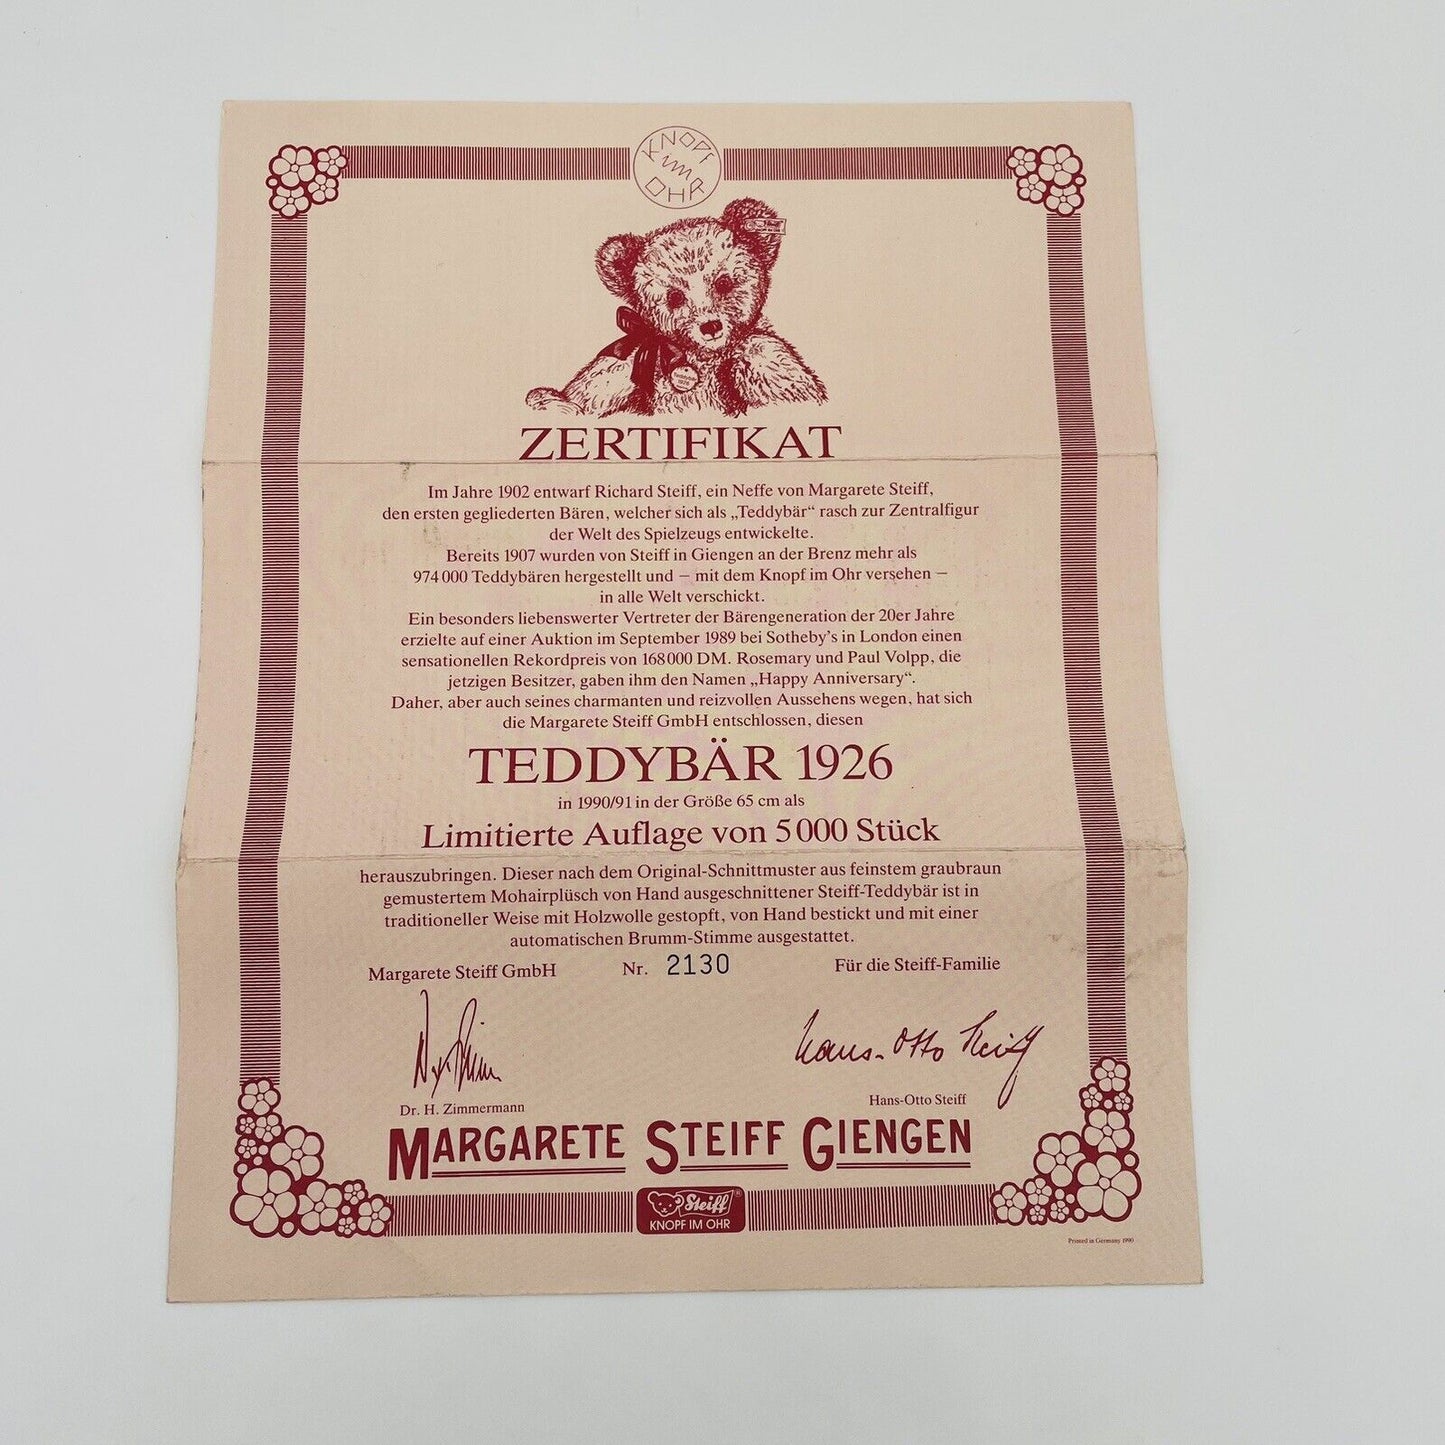 KNOPF
im
OHR
Steiff
Teddybär
1926
ZERTIFIKAT
Im Jahre 1902 entwarf Richard Steiff, ein Neffe von Margarete Steiff,
den ersten gegliederten Bären, welcher sich als „Teddybär“ rasch zur Zentralfigur
der Welt des Spielzeugs entwickelte.
Bereits 1907 wurden von Steiff in Giengen an der Brenz mehr als
974 000 Teddybären hergestellt und – mit dem Knopf im Ohr versehen –
in alle Welt verschickt.
Ein besonders liebenswerter Vertreter der Bärengeneration der 20er Jahre
erzielte auf einer Auktion im September 1989 bei Sotheby's in London einen
sensationellen Rekordpreis von 168 000 DM. Rosemary und Paul Volpp, die
jetzigen Besitzer, gaben ihm den Namen „Happy Anniversary“.
Daher, aber auch seines charmanten und reizvollen Aussehens wegen, hat sich
die Margarete Steiff GmbH entschlossen, diesen
TEDDYBÄR 1926
in 1990/91 in der Größe 65 cm als
Limitierte Auflage von 5 000 Stück
herauszubringen. Dieser nach dem Original-Schnittmuster aus feinstem graubraun
gemustertem Mohairplüsch von Hand ausgeschnittener Steiff-Teddybär ist in
traditioneller Weise mit Holzwolle gestopft, von Hand bestickt und mit einer
automatischen Brumm-Stimme ausgestattet.
Margarete Steiff GmbH Nr. 2130 Für die Steiff-Familie
Hans-Otto Steiff
Dr. H. Zimmermann Hans-Otto Steiff
MARGARETE STEIFF GIENGEN
Steiff®
KNOPF IM OHR
Printed in Germany 1990